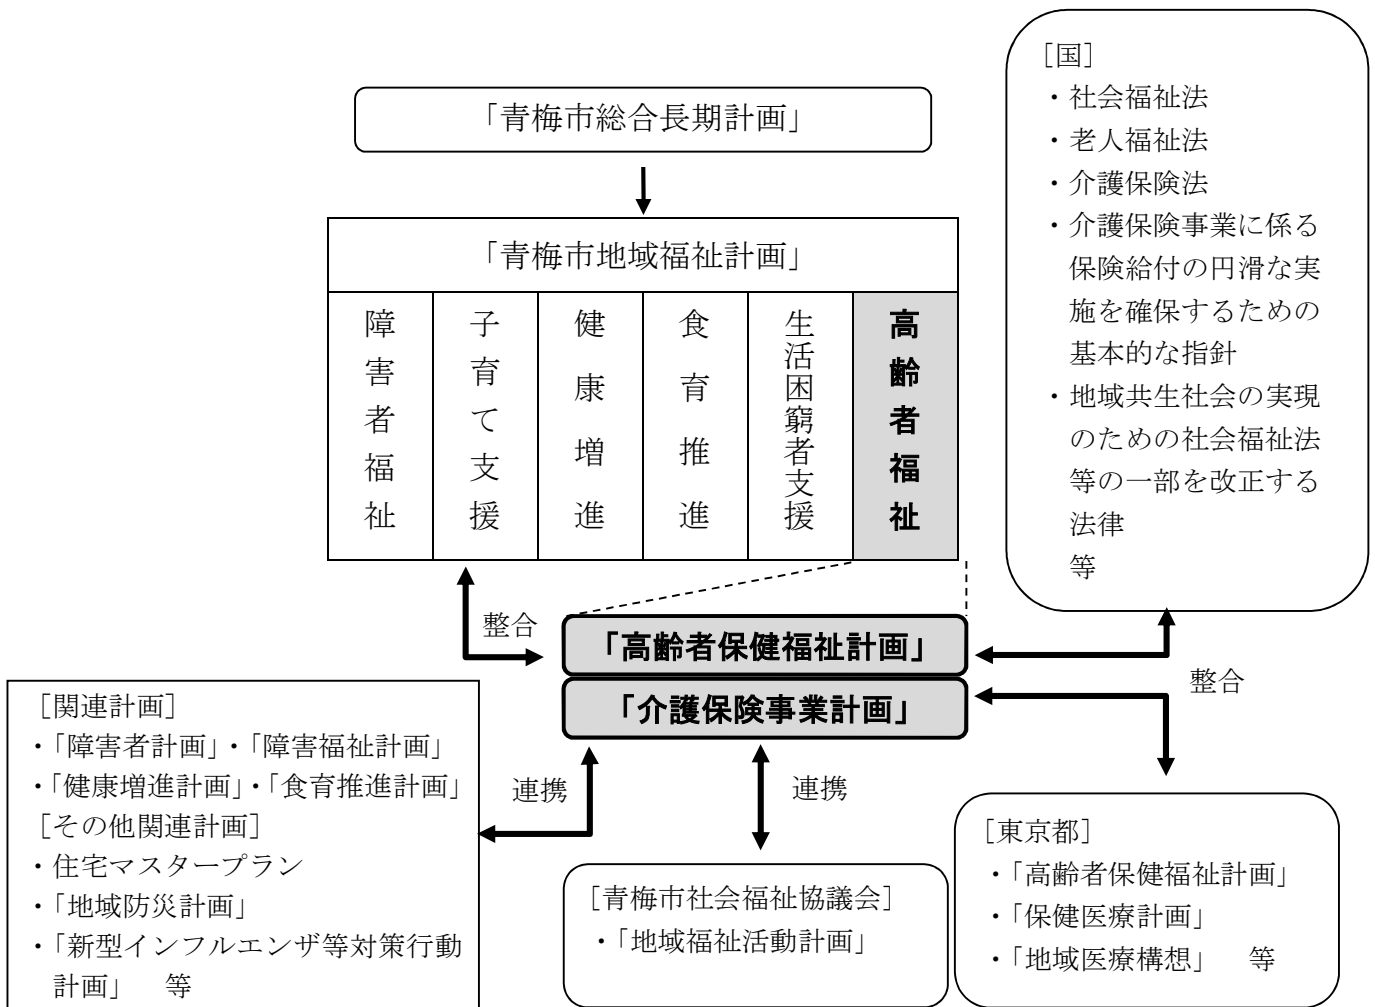 「青梅市総合長期計画」
「青梅市地域福祉計画」
障害者福祉
子育て支援
健康増進
食育推進
生活困窮者支援
高齢者福祉
［国］
・社会福祉法
・老人福祉法
・介護保険法
・介護保険事業に係る
保険給付の円滑な実
施を確保するための
基本的な指針
・地域共生社会の実現
のための社会福祉法
等の一部を改正する
法律
等
整合
「高齢者保健福祉計画」
「介護保険事業計画」
整合
［関連計画］
・「障害者計画」・「障害福祉計画」
・「健康増進計画」・「食育推進計画」
［その他関連計画］
・住宅マスタープラン
・「地域防災計画」
・「新型インフルエンザ等対策行動
計画」　等
連携
連携
［青梅市社会福祉協議会］
・「地域福祉活動計画」
［東京都］
・「高齢者保健福祉計画」
・「保健医療計画」
・「地域医療構想」　等